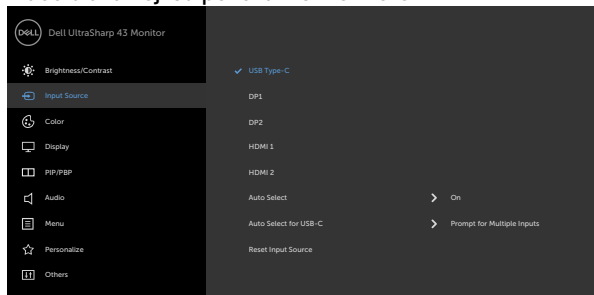 DELL
Dell UltraSharp 43 Monitor
Brightness/Contrast
USB Type-C
Input Source
DP1
Color
DP2
Display
HDMI 1
PIP/PBP
HDMI 2
Audio
Auto Select
On
Menu
Auto Select for USB-C
Prompt for Multiple Inputs
Personalize
Reset Input Source
Others